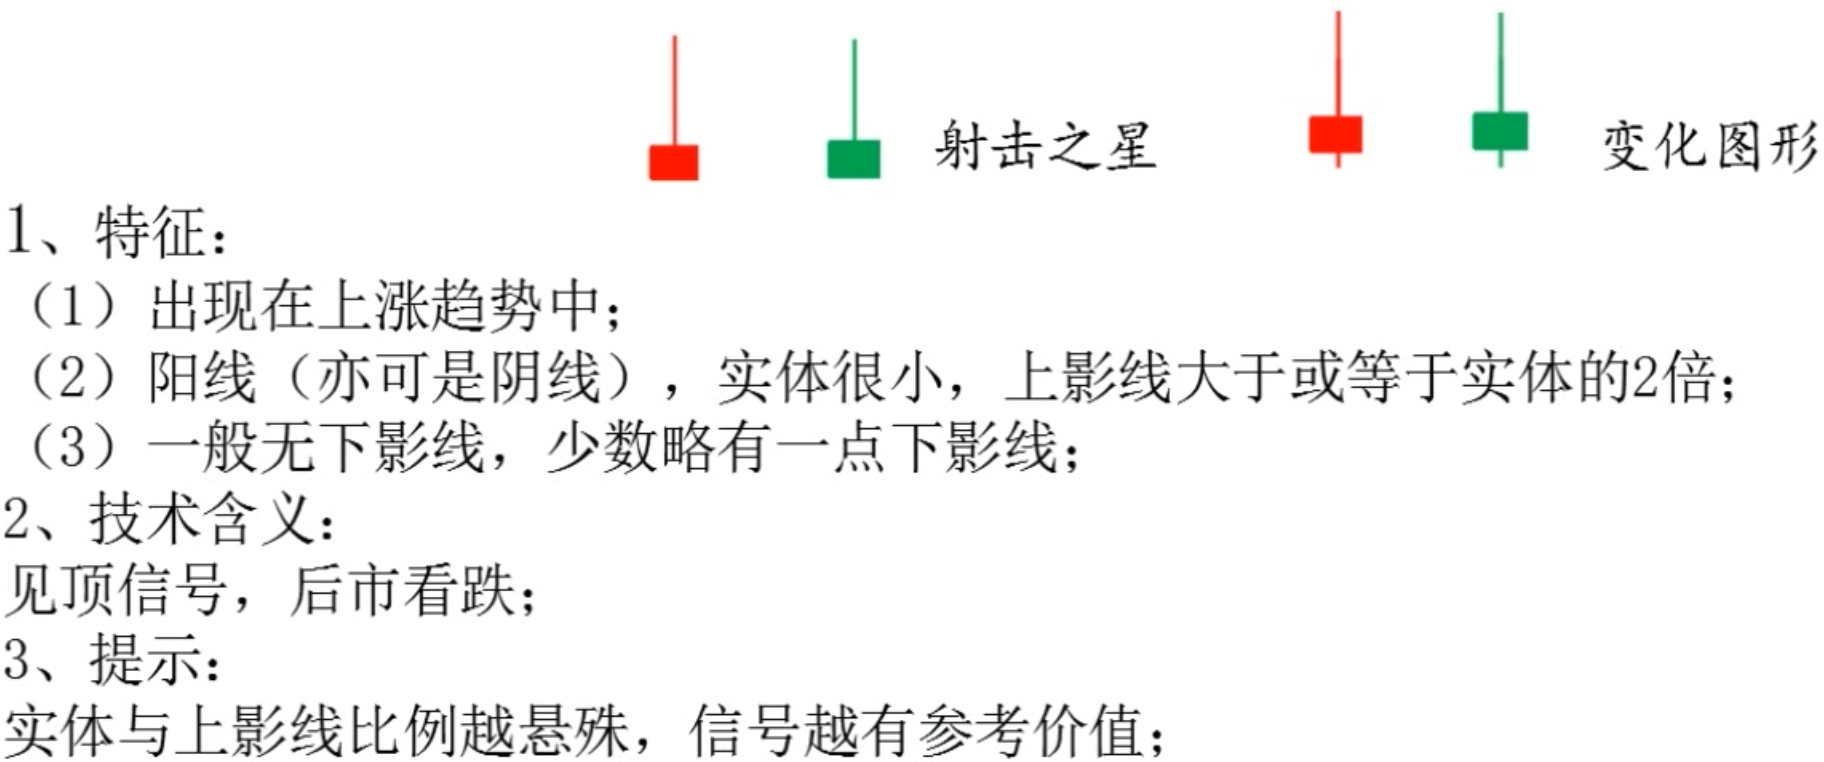 射击之星 变化图形
1、特征：
（1）出现在上涨趋势中；
（2）阳线（亦可是阴线），实体很小，上影线大于或等于实体的2倍；
（3）一般无下影线，少数略有一点下影线；
2、技术含义：
见顶信号，后市看跌；
3、提示：
实体与上影线比例越悬殊，信号越有参考价值；